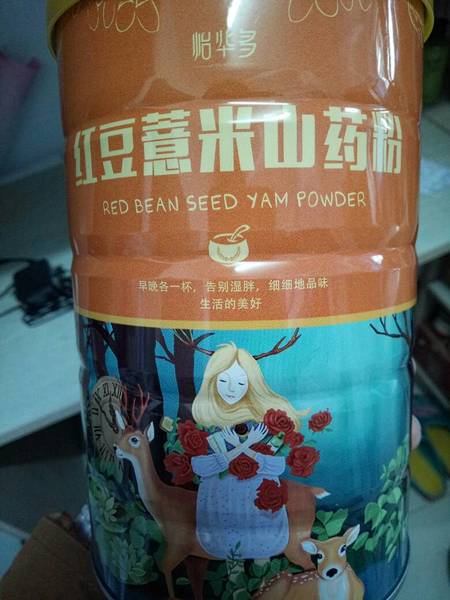 怡华多
红豆薏米山药粉
RED BEAN SEED YAM POWDER
早晚各一杯，告别湿胖，细细地品味
生活的美好